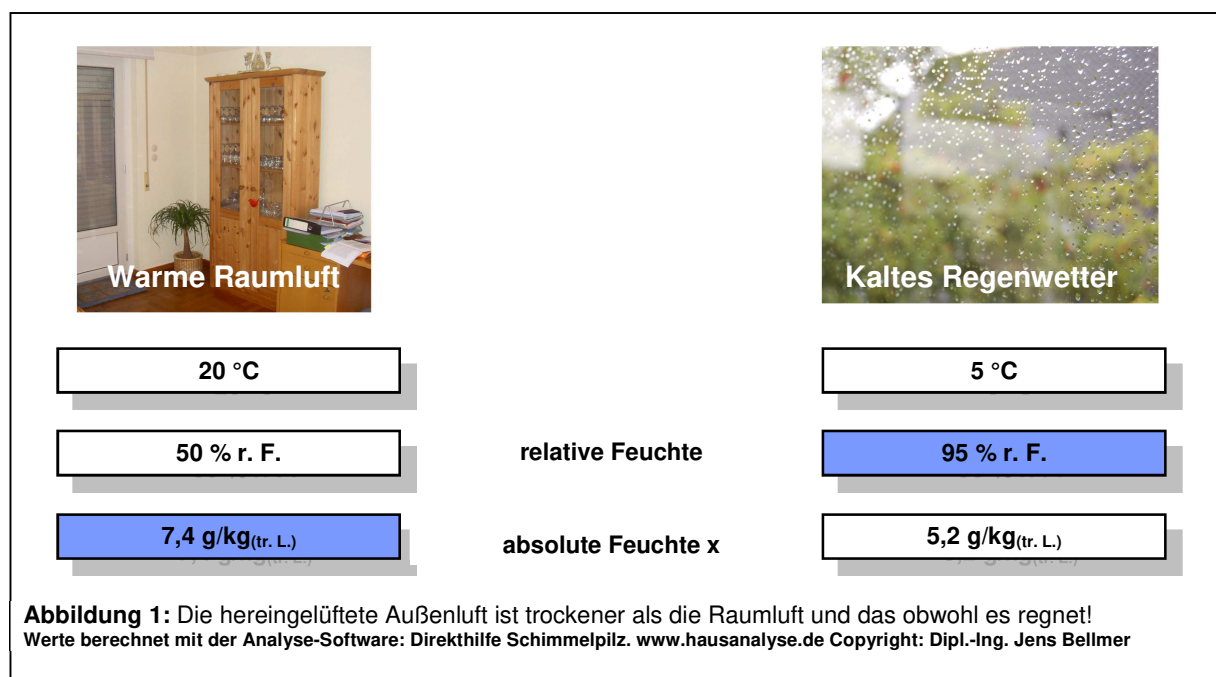 Warme Raumluft
Kaltes Regenwetter
20 °C
5 °C
50 % r. F.
relative Feuchte
95 % r. F.
7,4 g/kg(tr. L.)
absolute Feuchte x
5,2 g/kg(tr. L.)
Abbildung 1: Die hereingelüftete Außenluft ist trockener als die Raumluft und das obwohl es regnet!
Werte berechnet mit der Analyse-Software: Direkthilfe Schimmelpilz. www.hausanalyse.de Copyright: Dipl.-Ing. Jens Bellmer